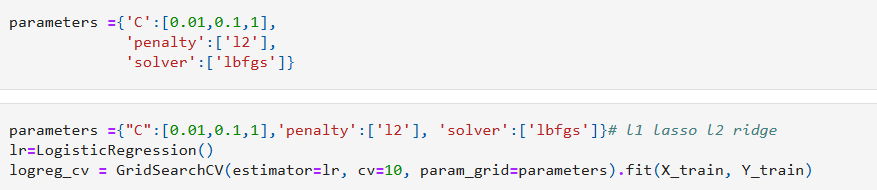 parameters ={'C':[0.01,0.1,1],
'penalty':['l2'],
'solver':['lbfgs']}
parameters ={"C":[0.01,0.1,1],'penalty':['l2'], 'solver':['lbfgs']}# l1 lasso l2 ridge
lr=LogisticRegression()
logreg_cv = GridSearchCV(estimator=lr, cv=10, param_grid=parameters).fit(X_train, Y_train)